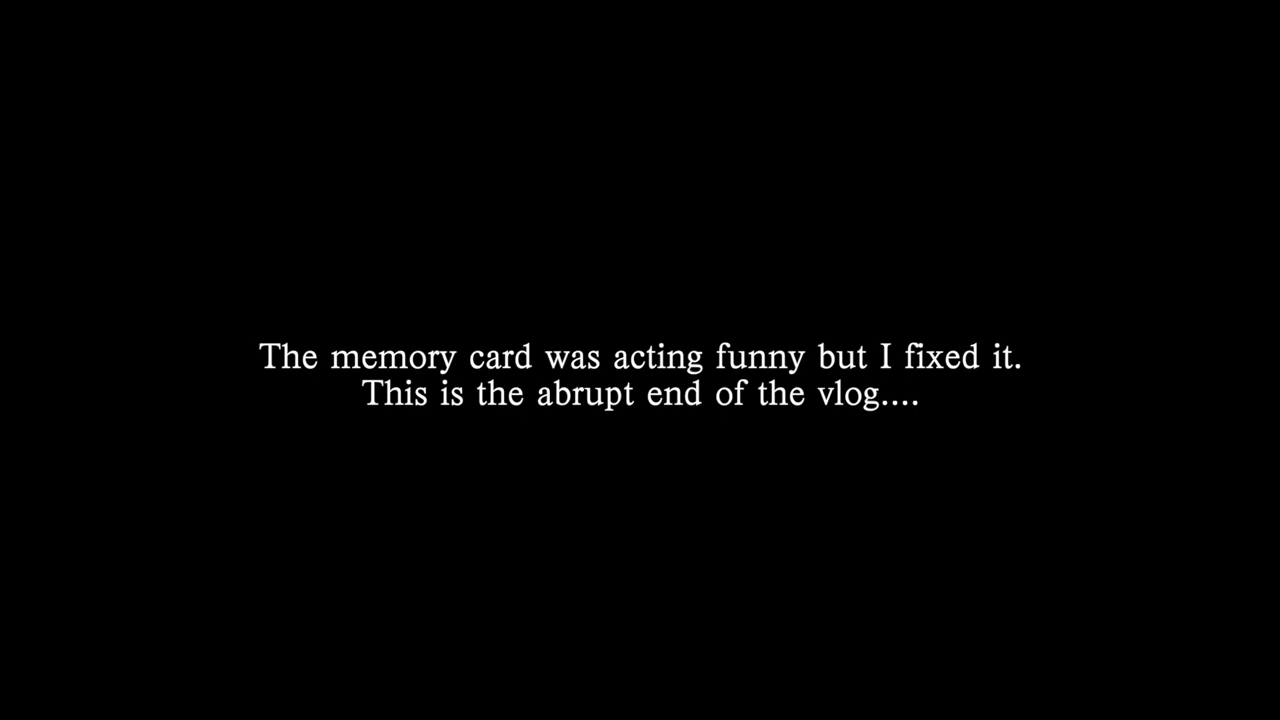 The memory card was acting funny but I fixed it.
This is the abrupt end of the vlog....